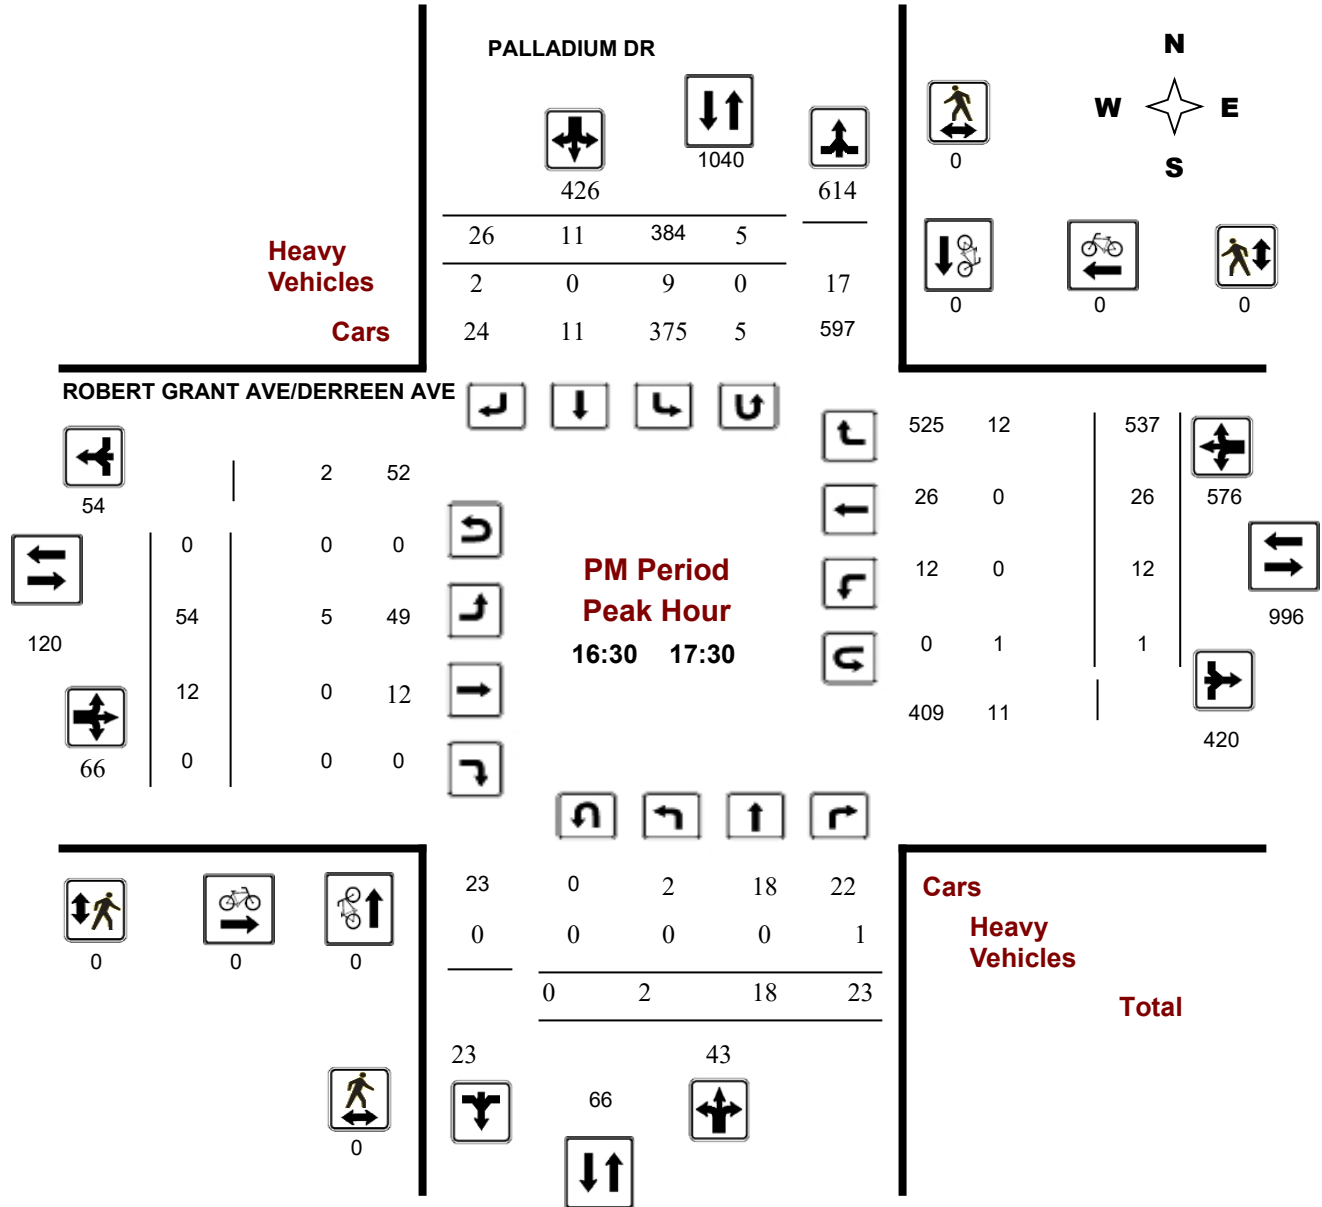 PALLADIUM DR
N
W E
S
1040
0
426
614
26 11 384 5
Heavy
Vehicles
2 0 9 0 17
0 0 0
Cars
24 11 375 5 597
ROBERT GRANT AVE/DERREEN AVE
525 12 537
2 52
54
26 0 26 576
0 0 0
PM Period
12 0 12
Peak Hour
54 5 49
996
120
16:30 17:30
0 1 1
12 0 12
409 11
420
66
0 0 0
23 0 2 18 22
Cars
Heavy
0 0 0 0 1
Vehicles
0 0 0
0 2 18 23
Total
23 43
66
0